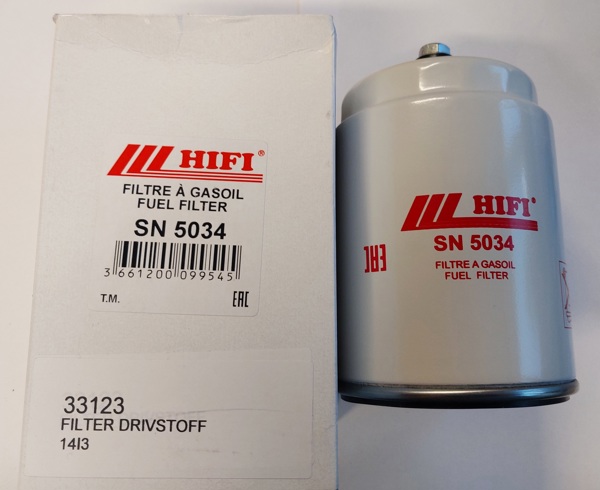 HIFI®
FILTRE À GASOIL
FUEL FILTER
SN 5034
3 661200 099545
T.M.
EAC
33123
FILTER DRIVSTOFF
14I3
HIFI®
SN 5034
FILTRE A GASOIL
FUEL FILTER
EAC